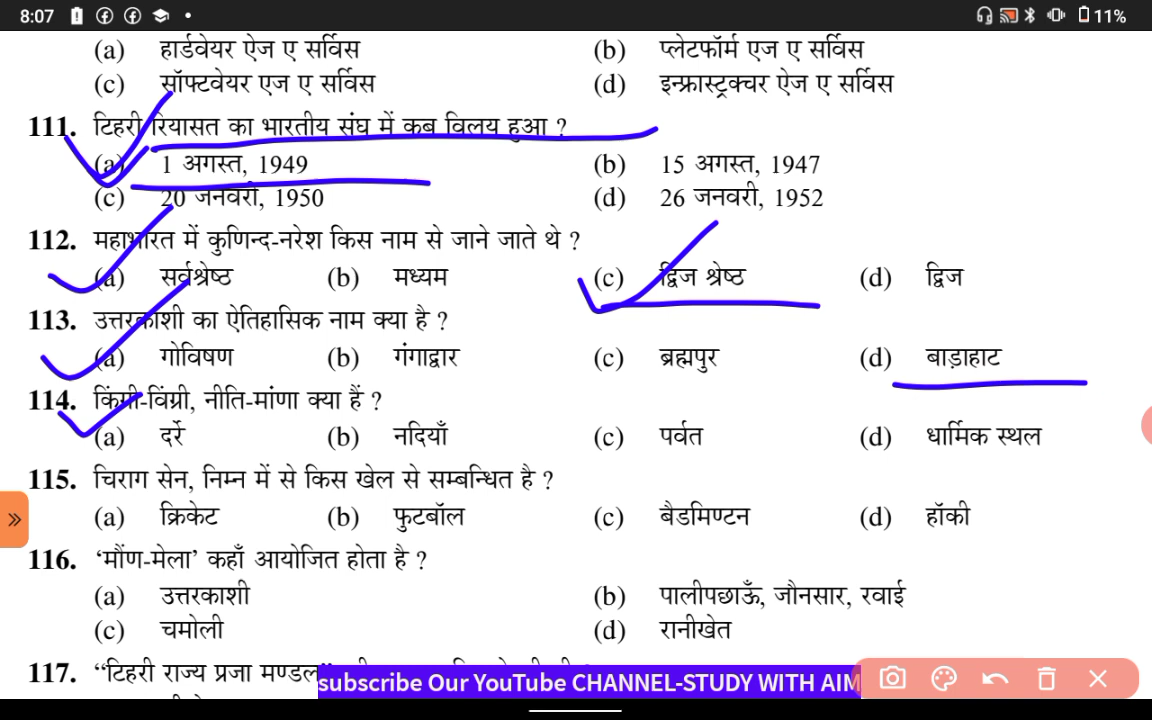 8:07 11%
(a) हार्डवेयर ऐज ए सर्विस (b) प्लेटफॉर्म एज ए सर्विस
(c) सॉफ्टवेयर एज ए सर्विस (d) इन्फ्रास्ट्रक्चर ऐज ए सर्विस
111. टिहरी रियासत का भारतीय संघ में कब विलय हुआ ?
(a) 1 अगस्त, 1949 (b) 15 अगस्त, 1947
(c) 20 जनवरी, 1950 (d) 26 जनवरी, 1952
112. महाभारत में कुणिन्द-नरेश किस नाम से जाने जाते थे ?
(a) सर्वश्रेष्ठ (b) मध्यम (c) द्विज श्रेष्ठ (d) द्विज
113. उत्तरकाशी का ऐतिहासिक नाम क्या है ?
(a) गोविषण (b) गंगाद्वार (c) ब्रह्मपुर (d) बाड़ाहाट
114. किंग्री-विंग्री, नीति-मांणा क्या हैं ?
(a) दर्रे (b) नदियाँ (c) पर्वत (d) धार्मिक स्थल
115. चिराग सेन, निम्न में से किस खेल से सम्बन्धित है ?
(a) क्रिकेट (b) फुटबॉल (c) बैडमिण्टन (d) हॉकी
116. ‘मौंण-मेला’ कहाँ आयोजित होता है ?
(a) उत्तरकाशी (b) पालीपछाऊँ, जौनसार, रवाई
(c) चमोली (d) रानीखेत
117. “टिहरी राज्य प्रजा मण्डल”
subscribe Our YouTube CHANNEL-STUDY WITH AIM